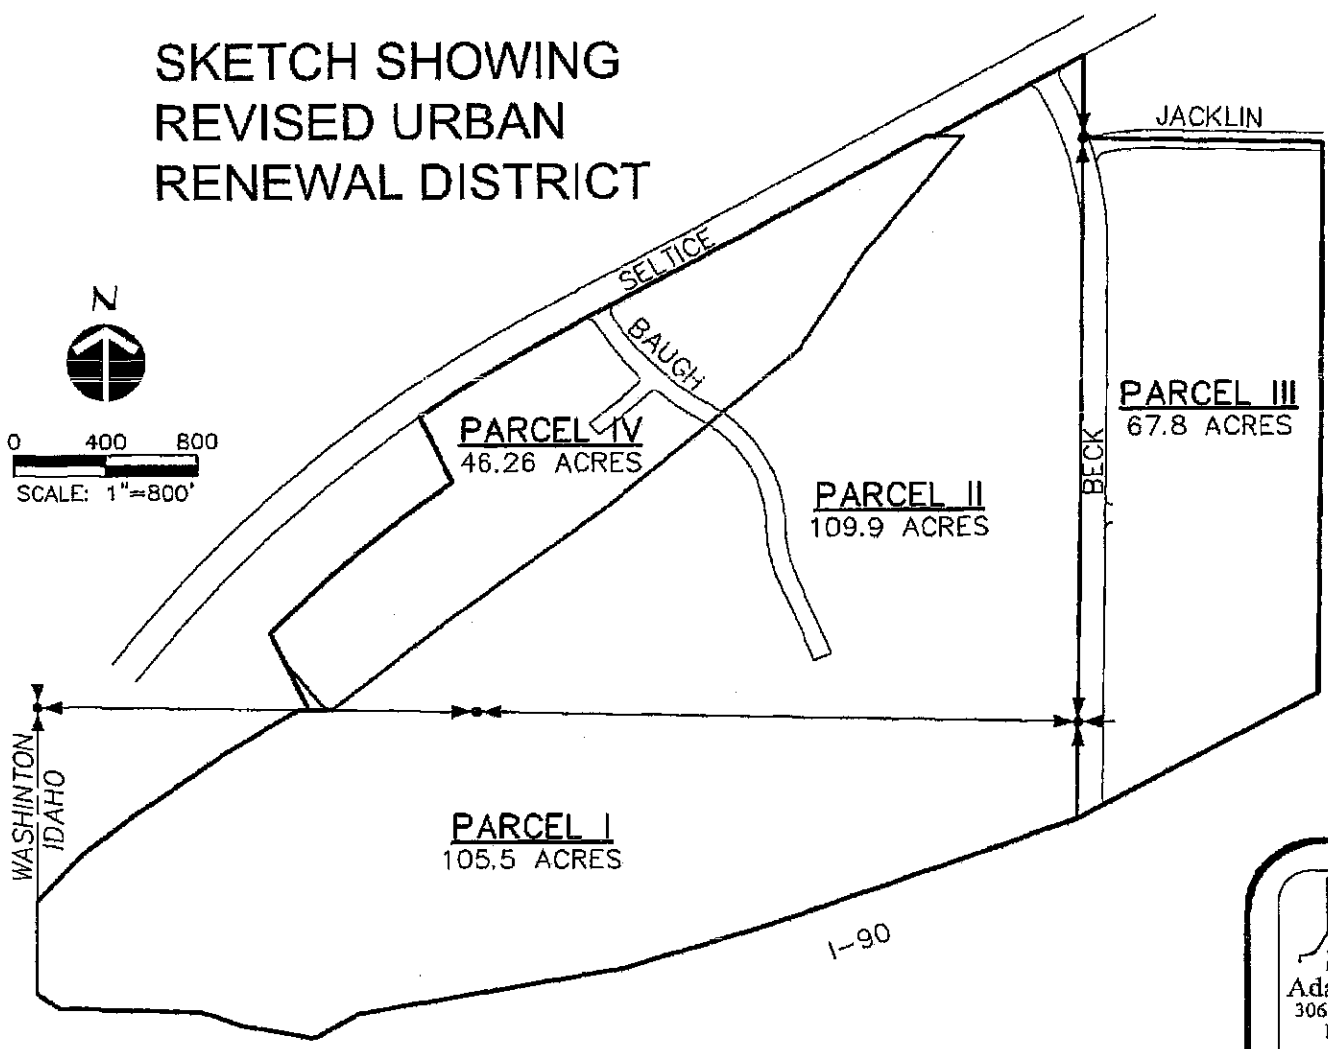 SKETCH SHOWING
REVISED URBAN
RENEWAL DISTRICT
JACKLIN
SELTICE
N
BAUGH
PARCEL III
67.8 ACRES
PARCEL IV
46.26 ACRES
0 400 800
SCALE: 1"=800'
BECK
PARCEL II
109.9 ACRES
WASHINTON
IDAHO
PARCEL I
105.5 ACRES
I-90
306